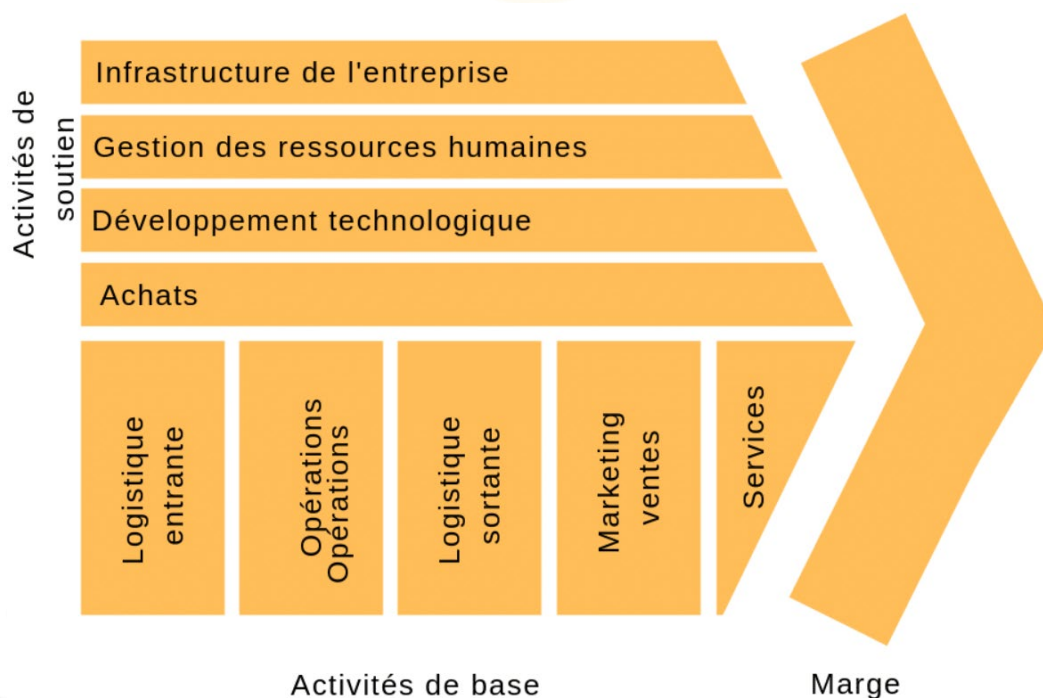 Activités de
soutien
Infrastructure de l'entreprise
Gestion des ressources humaines
Développement technologique
Achats
Logistique
entrante
Opérations
Opérations
Logistique
sortante
Marketing
ventes
Services
Activités de base
Marge